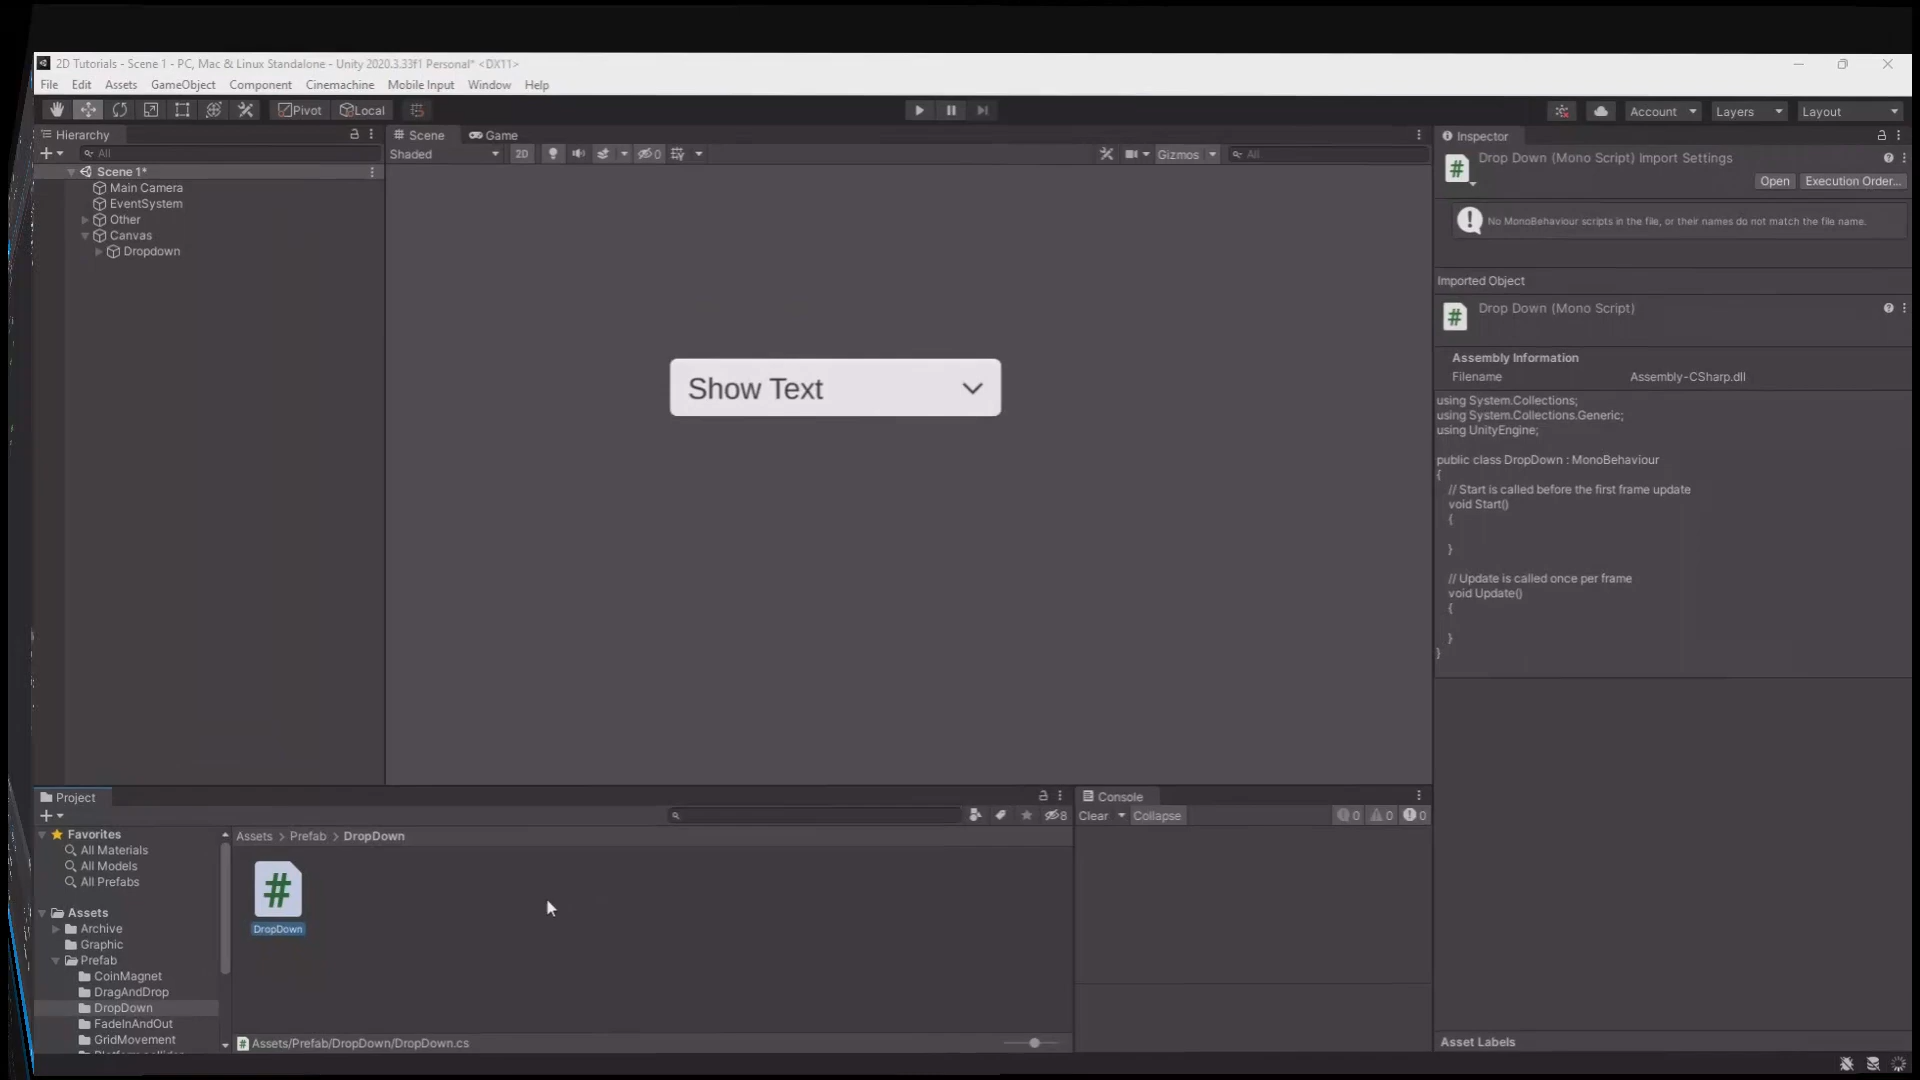 2D Tutorials - Scene 1 - PC, Mac & Linux Standalone - Unity 2020.3.33f1 Personal* <DX11>
File Edit Assets GameObject Component Cinemachine Mobile Input Window Help
Pivot Local
Account Layers Layout
Hierarchy
All
Scene 1*
Main Camera
EventSystem
Other
Canvas
Dropdown
Scene Game
Shaded 2D 0 Gizmos All
Show Text
Inspector
Drop Down (Mono Script) Import Settings
Open Execution Order...
No MonoBehaviour scripts in the file, or their names do not match the file name.
Imported Object
Drop Down (Mono Script)
Assembly Information
Filename Assembly-CSharp.dll
using System.Collections;
using System.Collections.Generic;
using UnityEngine;
public class DropDown : MonoBehaviour
{
// Start is called before the first frame update
void Start()
{
}
// Update is called once per frame
void Update()
{
}
}
Asset Labels
Project
8
Favorites
All Materials
All Models
All Prefabs
Assets
Archive
Graphic
Prefab
CoinMagnet
DragAndDrop
DropDown
FadeInAndOut
GridMovement
Assets > Prefab > DropDown
#
DropDown
Assets/Prefab/DropDown/DropDown.cs
Console
Clear Collapse 0 0 0